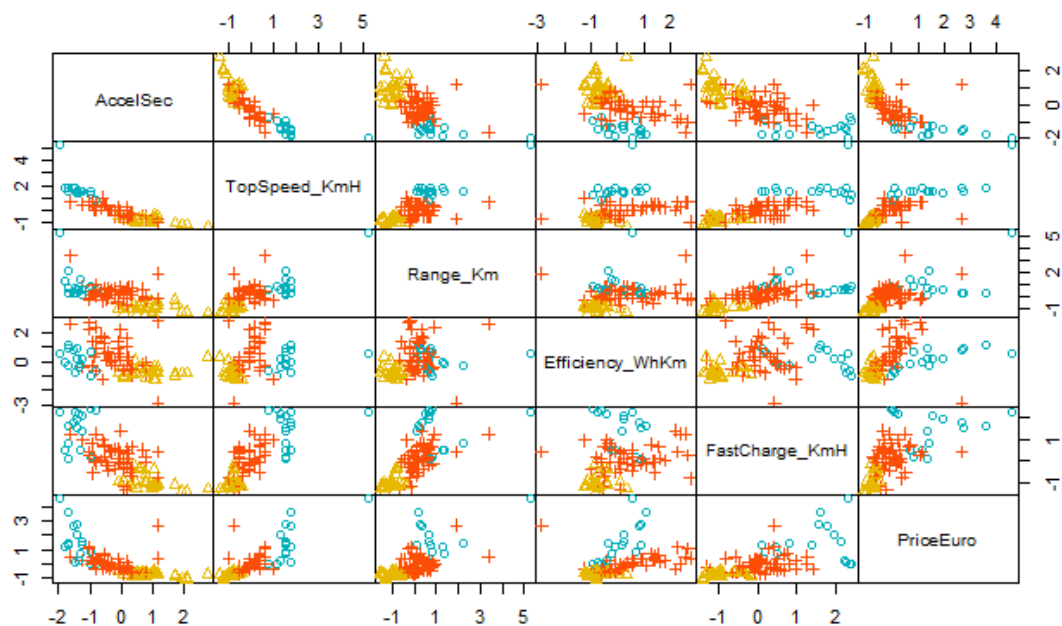 -1 1 3 5 -3 -1 1 2 -1 0 1 2 3 4
AccelSec
2
0
-2
4
2
-1
TopSpeed_KmH
Range_Km
5
2
-1
2
0
-3
Efficiency_WhKm
FastCharge_KmH
1
-1
3
1
-1
PriceEuro
-2 -1 0 1 2 -1 1 3 5 -1 0 1 2